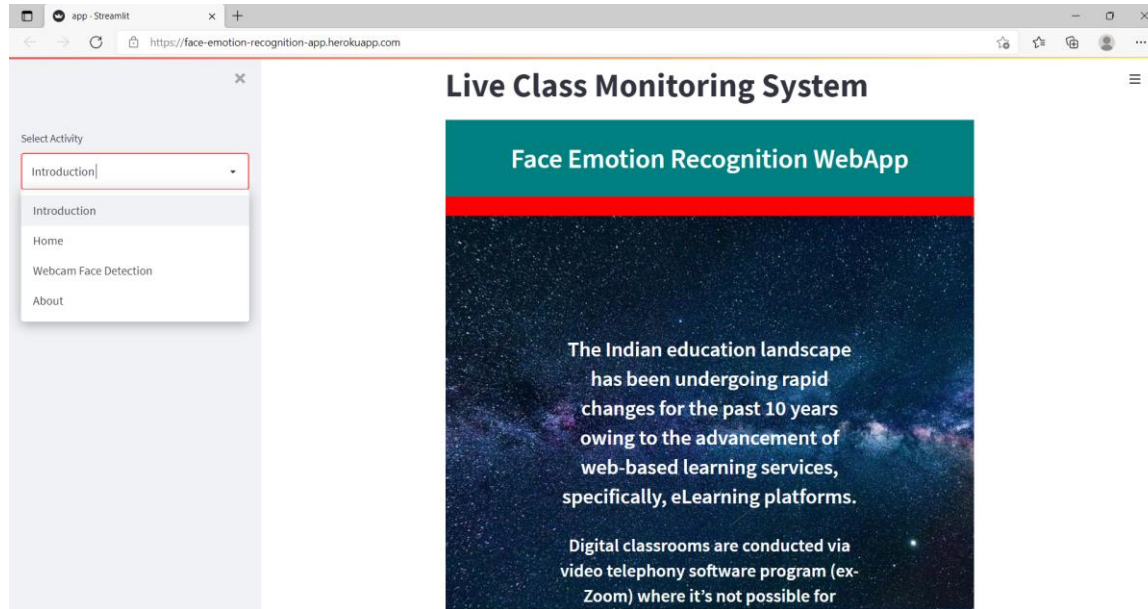 app · Streamlit
https://face-emotion-recognition-app.herokuapp.com
Select Activity
Introduction
Introduction
Home
Webcam Face Detection
About
Live Class Monitoring System
Face Emotion Recognition WebApp
The Indian education landscape
has been undergoing rapid
changes for the past 10 years
owing to the advancement of
web-based learning services,
specifically, eLearning platforms.
Digital classrooms are conducted via
video telephony software program (ex-
Zoom) where it's not possible for